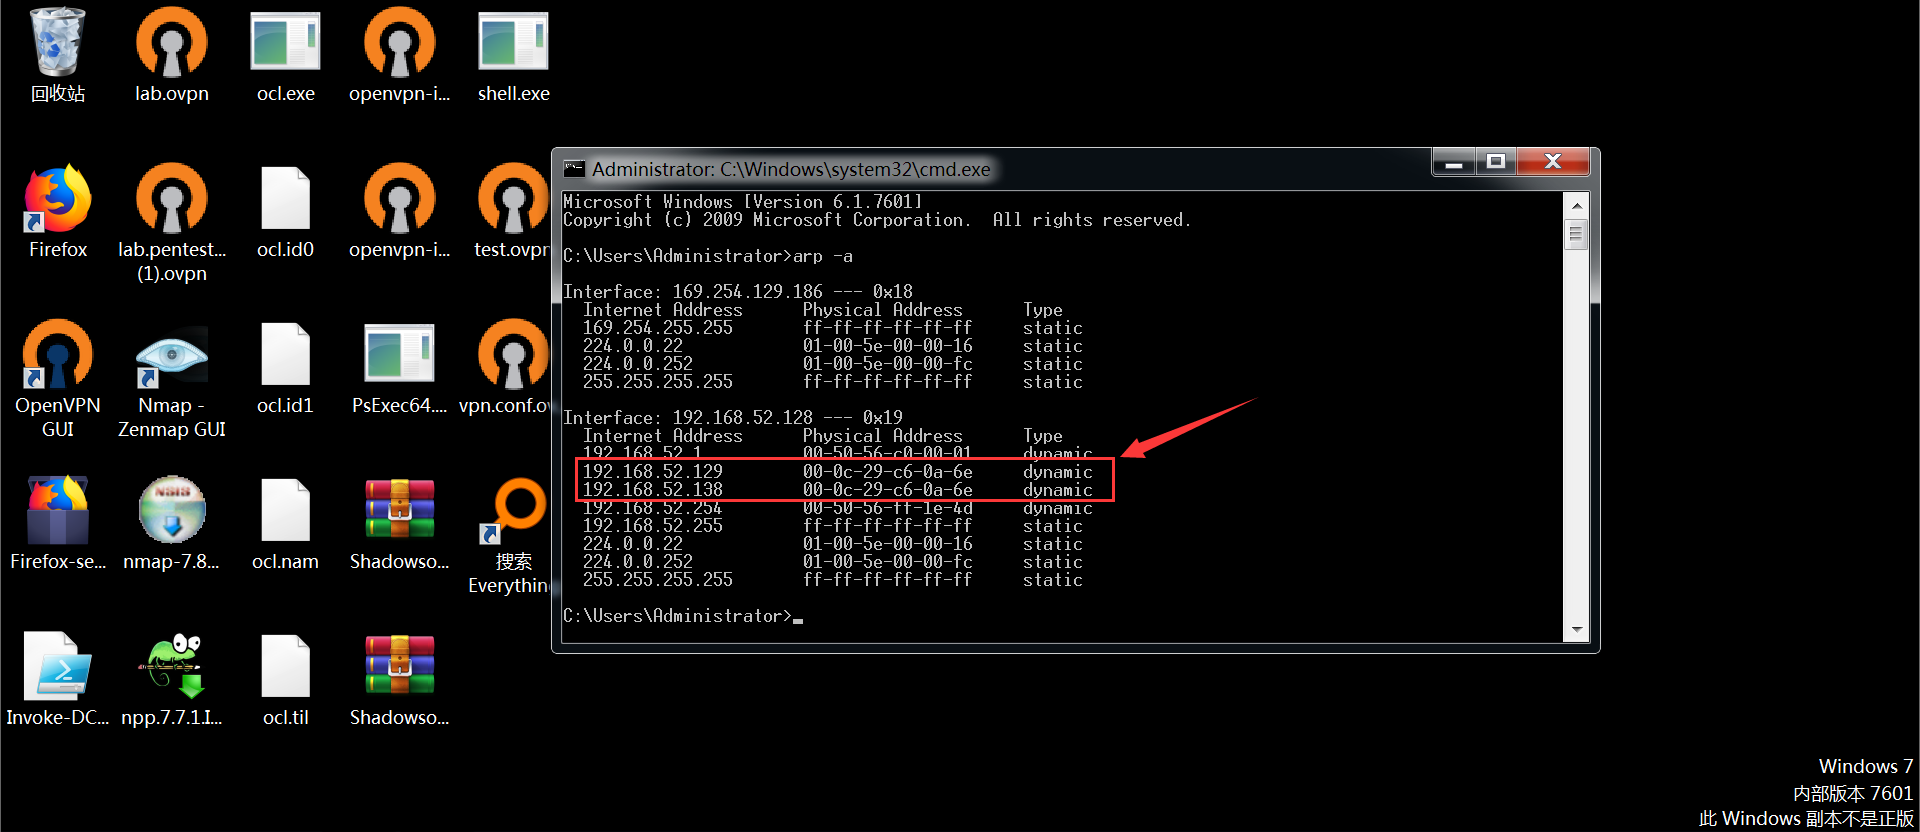 回收站
lab.ovpn
ocl.exe
openvpn-i...
shell.exe
Firefox
lab.pentest...
(1).ovpn
ocl.id0
openvpn-i...
test.ovpn
OpenVPN
GUI
Nmap -
Zenmap GUI
ocl.id1
PsExec64....
vpn.conf.ov
Firefox-se...
NSIS
nmap-7.8...
ocl.nam
Shadowso...
搜索
Everything
Invoke-DC...
npp.7.7.1.I...
ocl.til
Shadowso...
Administrator: C:\Windows\system32\cmd.exe
Microsoft Windows [Version 6.1.7601]
Copyright (c) 2009 Microsoft Corporation.  All rights reserved.
C:\Users\Administrator>arp -a
Interface: 169.254.129.186 --- 0x18
Internet Address      Physical Address      Type
169.254.255.255       ff-ff-ff-ff-ff-ff     static
224.0.0.22            01-00-5e-00-00-16     static
224.0.0.252           01-00-5e-00-00-fc     static
255.255.255.255       ff-ff-ff-ff-ff-ff     static
Interface: 192.168.52.128 --- 0x19
Internet Address      Physical Address      Type
192.168.52.1          00-50-56-c0-00-01     dynamic
192.168.52.129        00-0c-29-c6-0a-6e     dynamic
192.168.52.138        00-0c-29-c6-0a-6e     dynamic
192.168.52.254        00-50-56-ff-1e-4d     dynamic
192.168.52.255        ff-ff-ff-ff-ff-ff     static
224.0.0.22            01-00-5e-00-00-16     static
224.0.0.252           01-00-5e-00-00-fc     static
255.255.255.255       ff-ff-ff-ff-ff-ff     static
C:\Users\Administrator>
Windows 7
内部版本 7601
此 Windows 副本不是正版